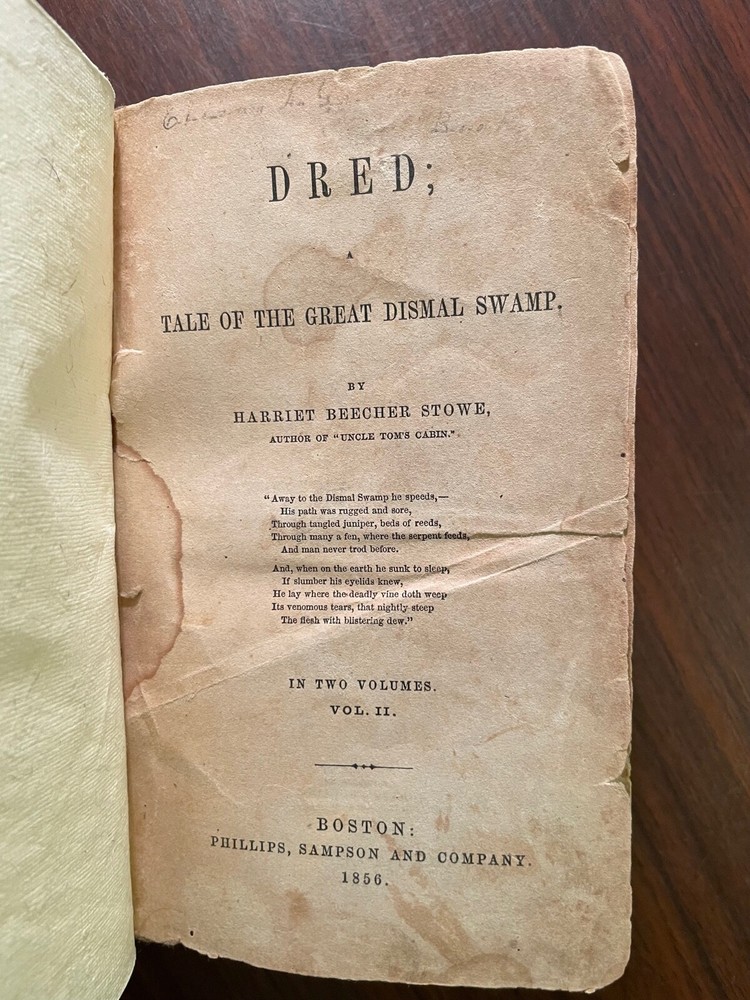 DRED;
A
TALE OF THE GREAT DISMAL SWAMP.
BY
HARRIET BEECHER STOWE,
AUTHOR OF "UNCLE TOM'S CABIN."
"Away to the Dismal Swamp he speeds,—
His path was rugged and sore,
Through tangled juniper, beds of reeds,
Through many a fen, where the serpent feeds,
And man never trod before.
And, when on the earth he sunk to sleep,
If slumber his eyelids knew,
He lay where the deadly vine doth weep
Its venomous tears, that nightly steep
The flesh with blistering dew."
IN TWO VOLUMES.
VOL. II.
BOSTON:
PHILLIPS, SAMPSON AND COMPANY.
1856.